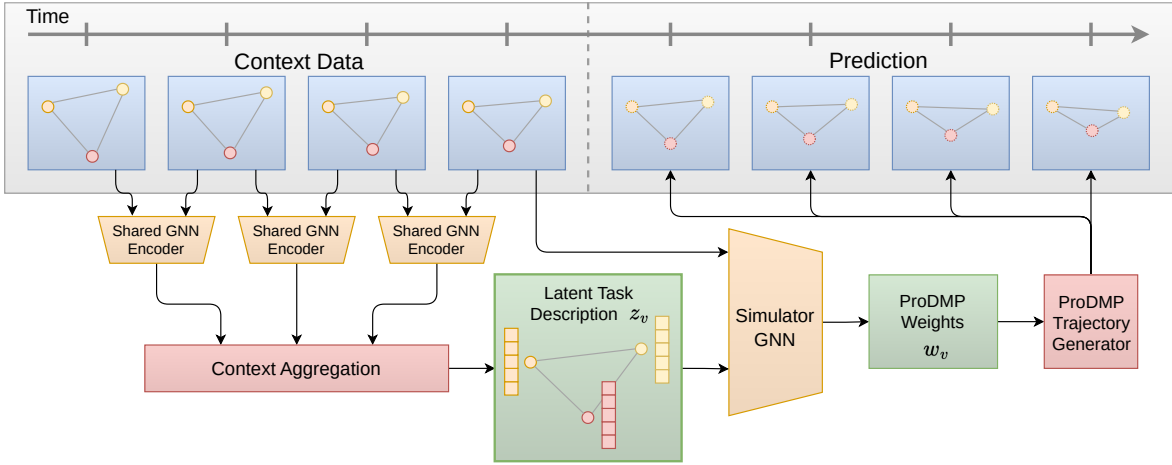 Time
Context Data
Prediction
Shared GNN
Encoder
Shared GNN
Encoder
Shared GNN
Encoder
Context Aggregation
Latent Task
Description z_v
Simulator
GNN
ProDMP
Weights
w_v
ProDMP
Trajectory
Generator